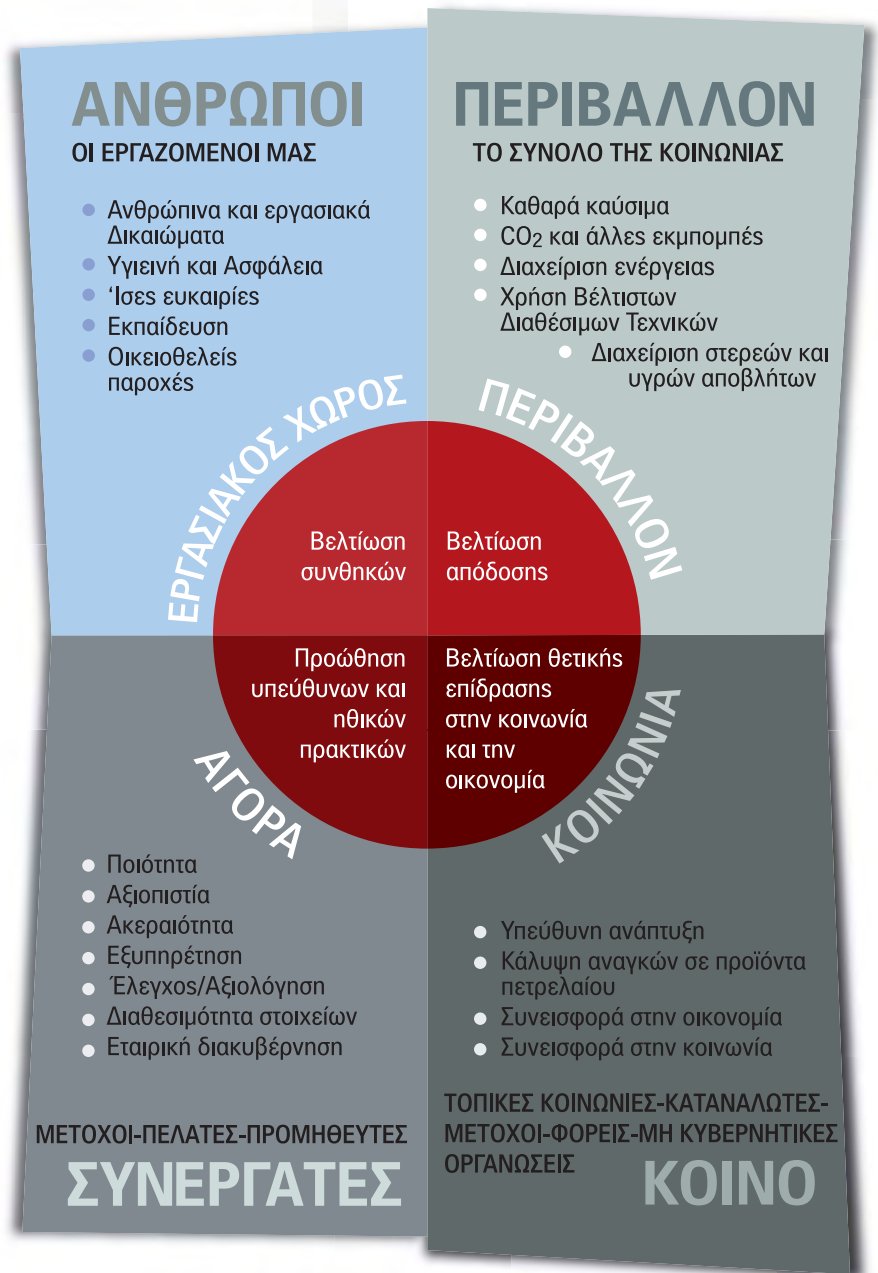 ΑΝΘΡΩΠΟΙ
ΟΙ ΕΡΓΑΖΟΜΕΝΟΙ ΜΑΣ
Ανθρώπινα και εργασιακά
Δικαιώματα
Υγιεινή και Ασφάλεια
‘Ισες ευκαιρίες
Εκπαίδευση
Οικειοθελείς
παροχές
ΕΡΓΑΣΙΑΚΟΣ ΧΩΡΟΣ
Βελτίωση
συνθηκών
ΠΕΡΙΒΑΛΛΟΝ
ΤΟ ΣΥΝΟΛΟ ΤΗΣ ΚΟΙΝΩΝΙΑΣ
Καθαρά καύσιμα
CO2 και άλλες εκμπομπές
Διαχείριση ενέργειας
Χρήση Βέλτιστων
Διαθέσιμων Τεχνικών
Διαχείριση στερεών και
υγρών αποβλήτων
ΠΕΡΙΒΑΛΛΟΝ
Βελτίωση
απόδοσης
Προώθηση
υπεύθυνων και
ηθικών
πρακτικών
ΑΓΟΡΑ
Ποιότητα
Αξιοπιστία
Ακεραιότητα
Εξυπηρέτηση
Έλεγχος/Αξιολόγηση
Διαθεσιμότητα στοιχείων
Εταιρική διακυβέρνηση
ΜΕΤΟΧΟΙ-ΠΕΛΑΤΕΣ-ΠΡΟΜΗΘΕΥΤΕΣ
ΣΥΝΕΡΓΑΤΕΣ
Βελτίωση θετικής
επίδρασης
στην κοινωνία
και την
οικονομία
ΚΟΙΝΩΝΙΑ
Υπεύθυνη ανάπτυξη
Κάλυψη αναγκών σε προϊόντα
πετρελαίου
Συνεισφορά στην οικονομία
Συνεισφορά στην κοινωνία
ΤΟΠΙΚΕΣ ΚΟΙΝΩΝΙΕΣ-ΚΑΤΑΝΑΛΩΤΕΣ-
ΜΕΤΟΧΟΙ-ΦΟΡΕΙΣ-ΜΗ ΚΥΒΕΡΝΗΤΙΚΕΣ
ΟΡΓΑΝΩΣΕΙΣ
ΚΟΙΝΟ